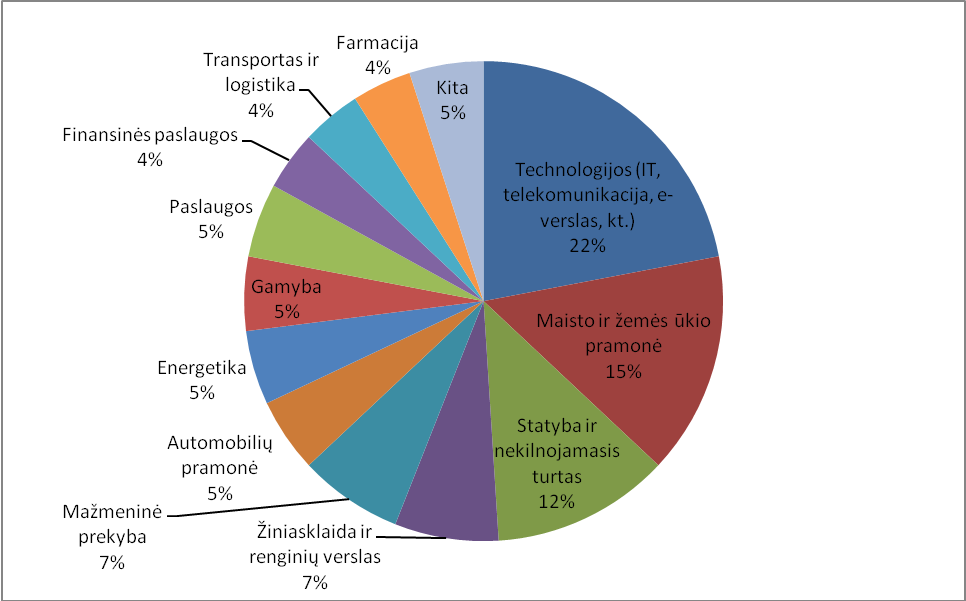 Technologijos (IT,
telekomunikacija, e-
verslas, kt.)
22%
Maisto ir žemės ūkio
pramonė
15%
Statyba ir
nekilnojamasis
turtas
12%
Žiniasklaida ir
renginių verslas
7%
Mažmeninė
prekyba
7%
Automobilių
pramonė
5%
Energetika
5%
Gamyba
5%
Paslaugos
5%
Finansinės paslaugos
4%
Transportas ir
logistika
4%
Farmacija
4%
Kita
5%